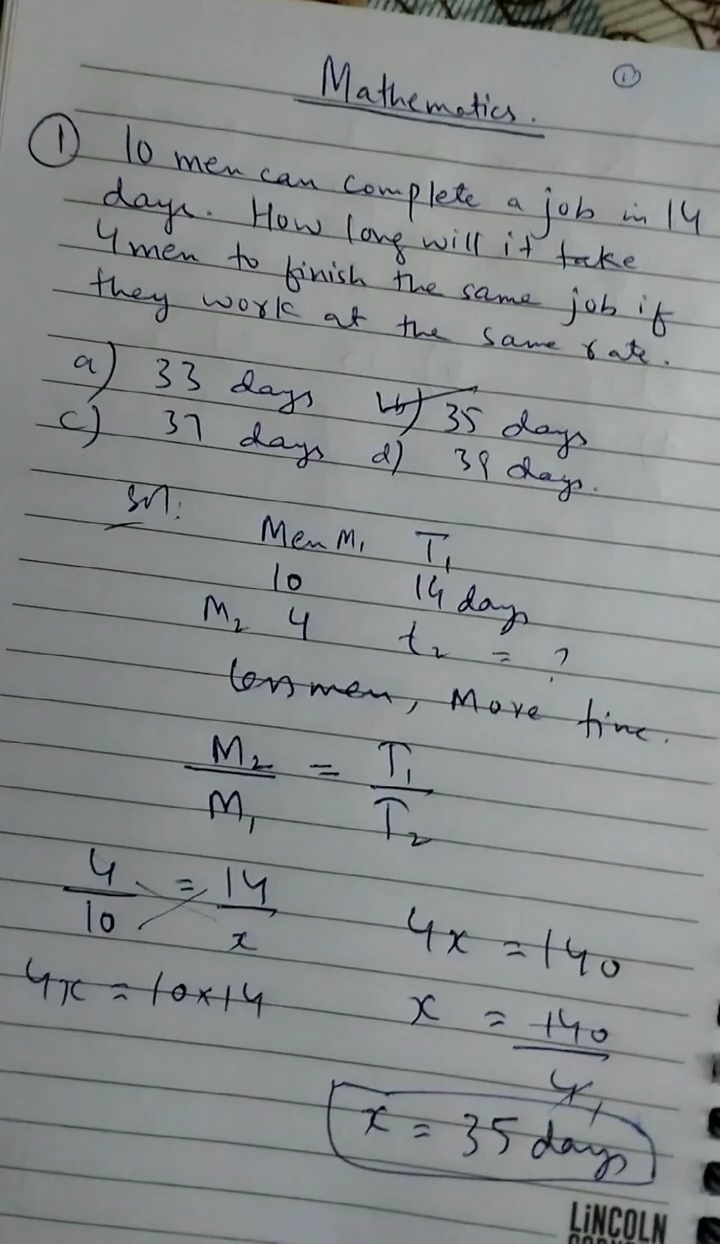 ①
Mathematics.
① 10 men can complete a job in 14
days. How long will it take
4 men to finish the same job if
they work at the same rate.
a) 33 days b) 35 days
c) 37 days d) 39 days.
Sol:
Men M₁ T₁
10 14 days
M₂ 4 t₂ = ?
less men, More time.
M₂/M₁ = T₁/T₂
4/10 = 14/x
4x = 10×14
4x = 140
x = 140/4
x = 35 days
LiNCOLN